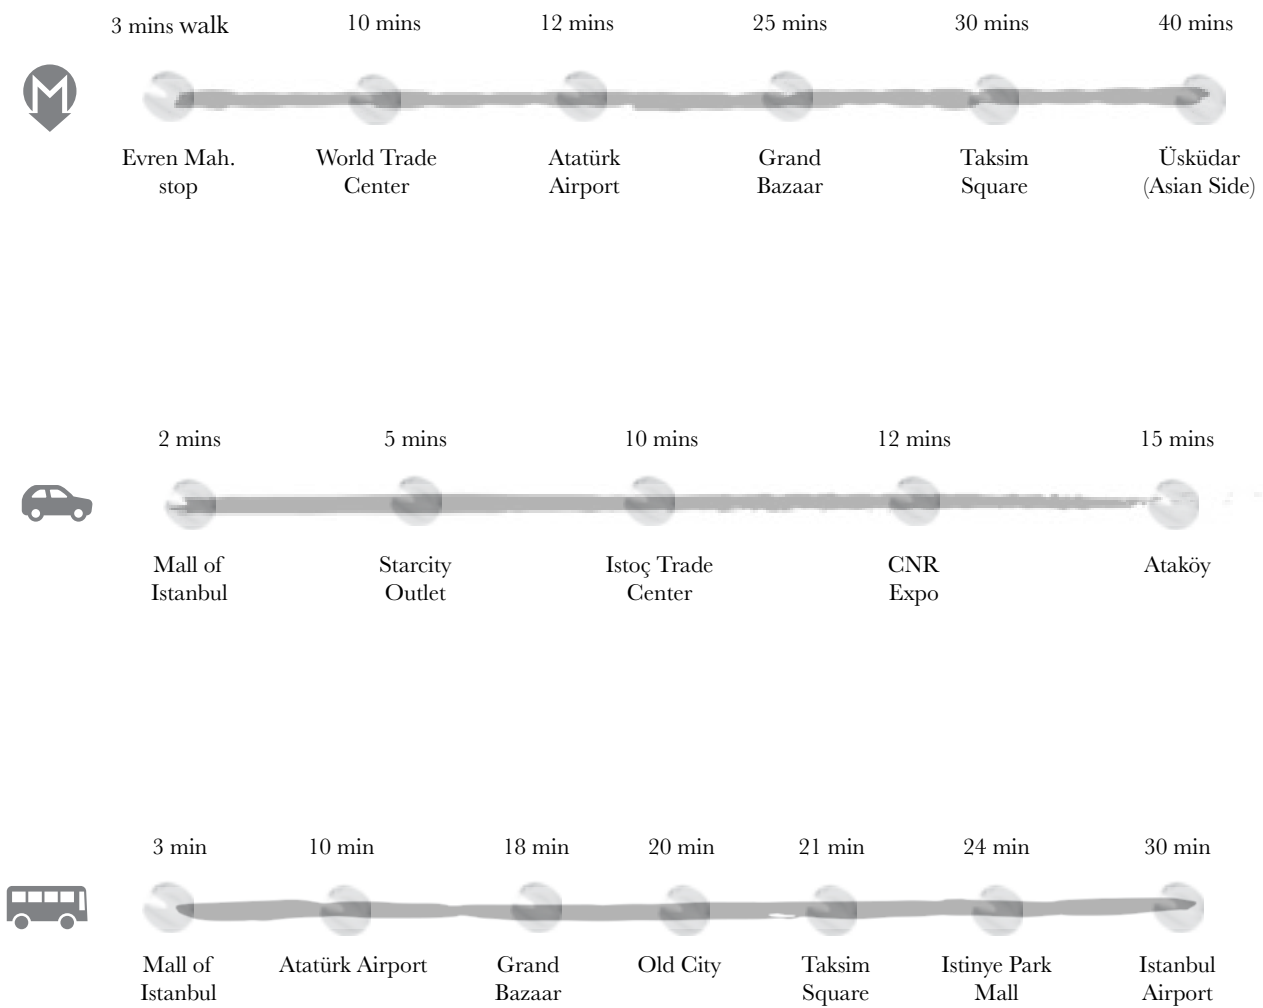 3 mins walk
10 mins
12 mins
25 mins
30 mins
40 mins
M
Evren Mah.
stop
World Trade
Center
Atatürk
Airport
Grand
Bazaar
Taksim
Square
Üsküdar
(Asian Side)
2 mins
5 mins
10 mins
12 mins
15 mins
Mall of
Istanbul
Starcity
Outlet
Istoç Trade
Center
CNR
Expo
Ataköy
3 min
10 min
18 min
20 min
21 min
24 min
30 min
Mall of
Istanbul
Atatürk Airport
Grand
Bazaar
Old City
Taksim
Square
Istinye Park
Mall
Istanbul
Airport